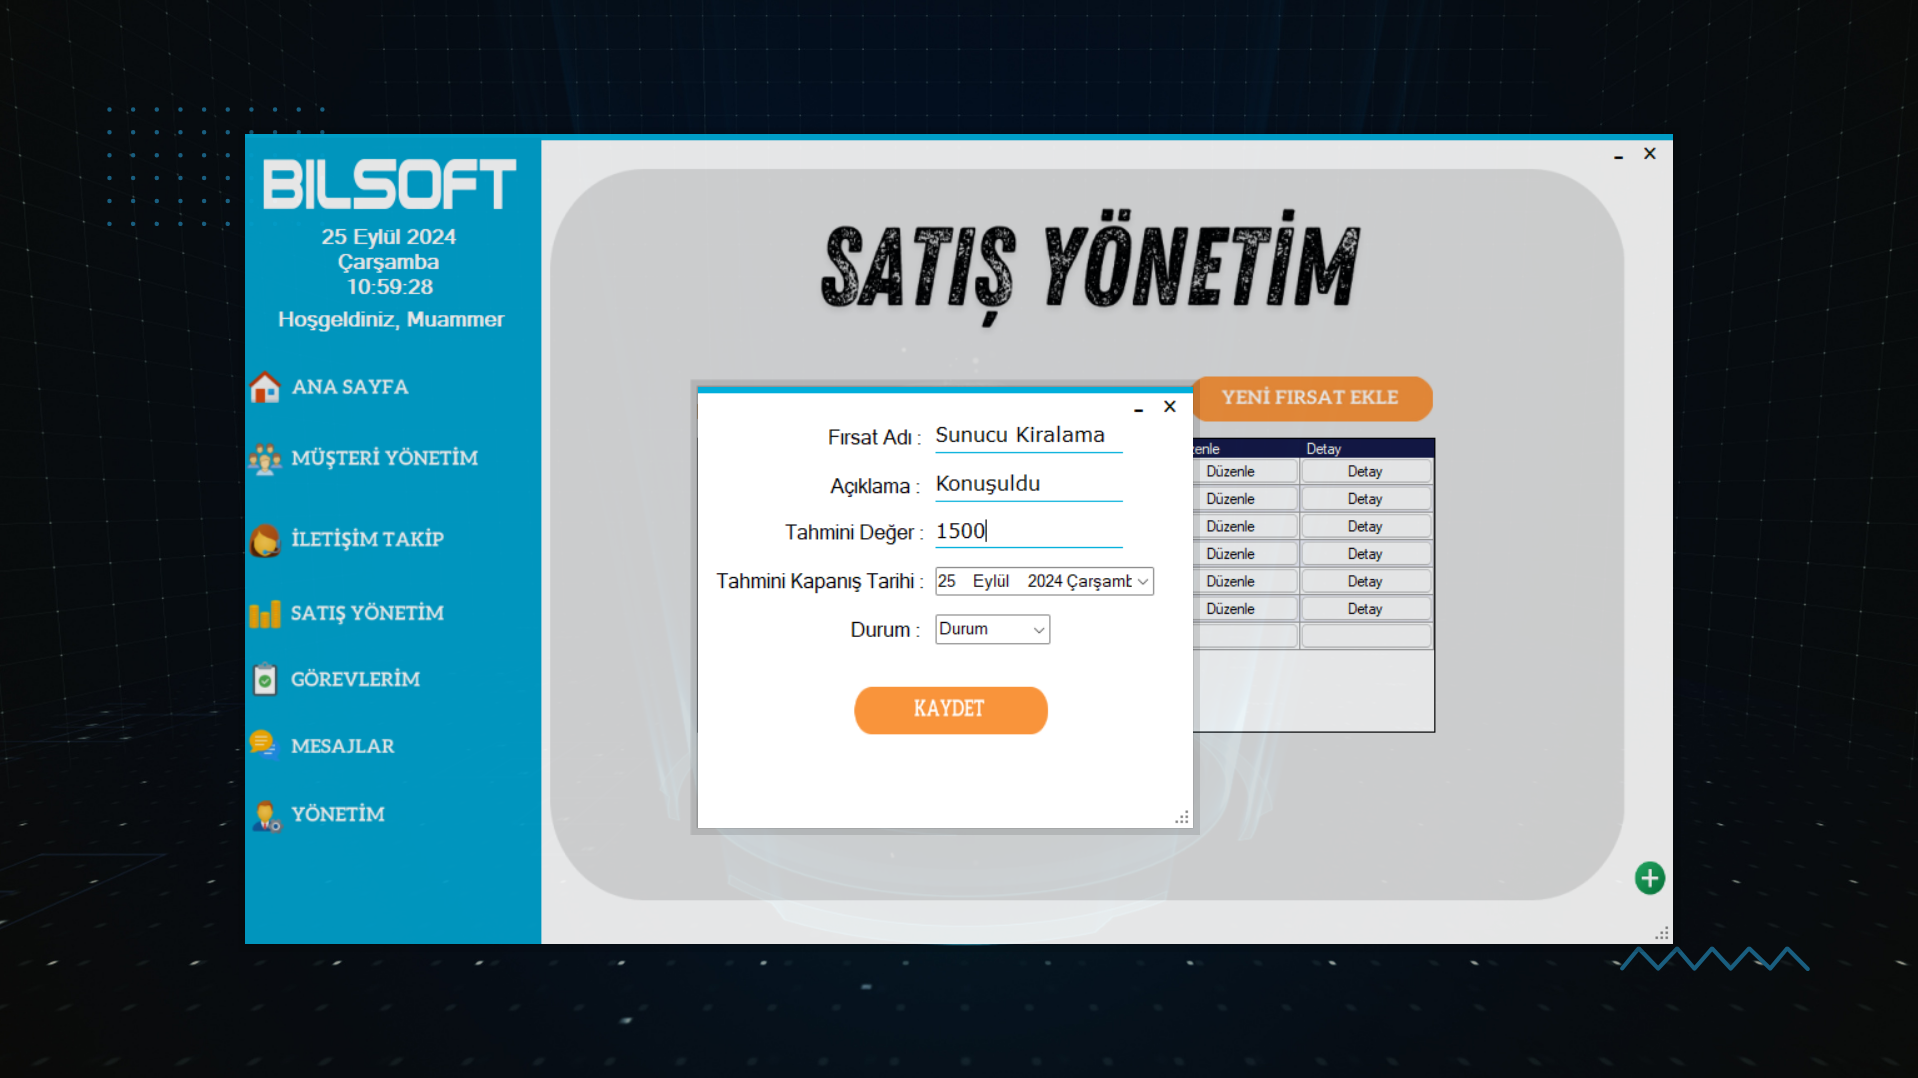 BILSOFT
25 Eylül 2024
Çarşamba
10:59:28
Hoşgeldiniz, Muammer
ANA SAYFA
MÜŞTERİ YÖNETİM
İLETİŞİM TAKİP
SATIŞ YÖNETİM
GÖREVLERİM
MESAJLAR
YÖNETİM
SATIŞ YÖNETİM
YENİ FIRSAT EKLE
Fırsat Adı : Sunucu Kiralama
Açıklama : Konuşuldu
Tahmini Değer : 1500
Tahmini Kapanış Tarihi : 25 Eylül 2024 Çarşamb
Durum : Durum
KAYDET
Detay
Düzenle Detay
Düzenle Detay
Düzenle Detay
Düzenle Detay
Düzenle Detay
Düzenle Detay